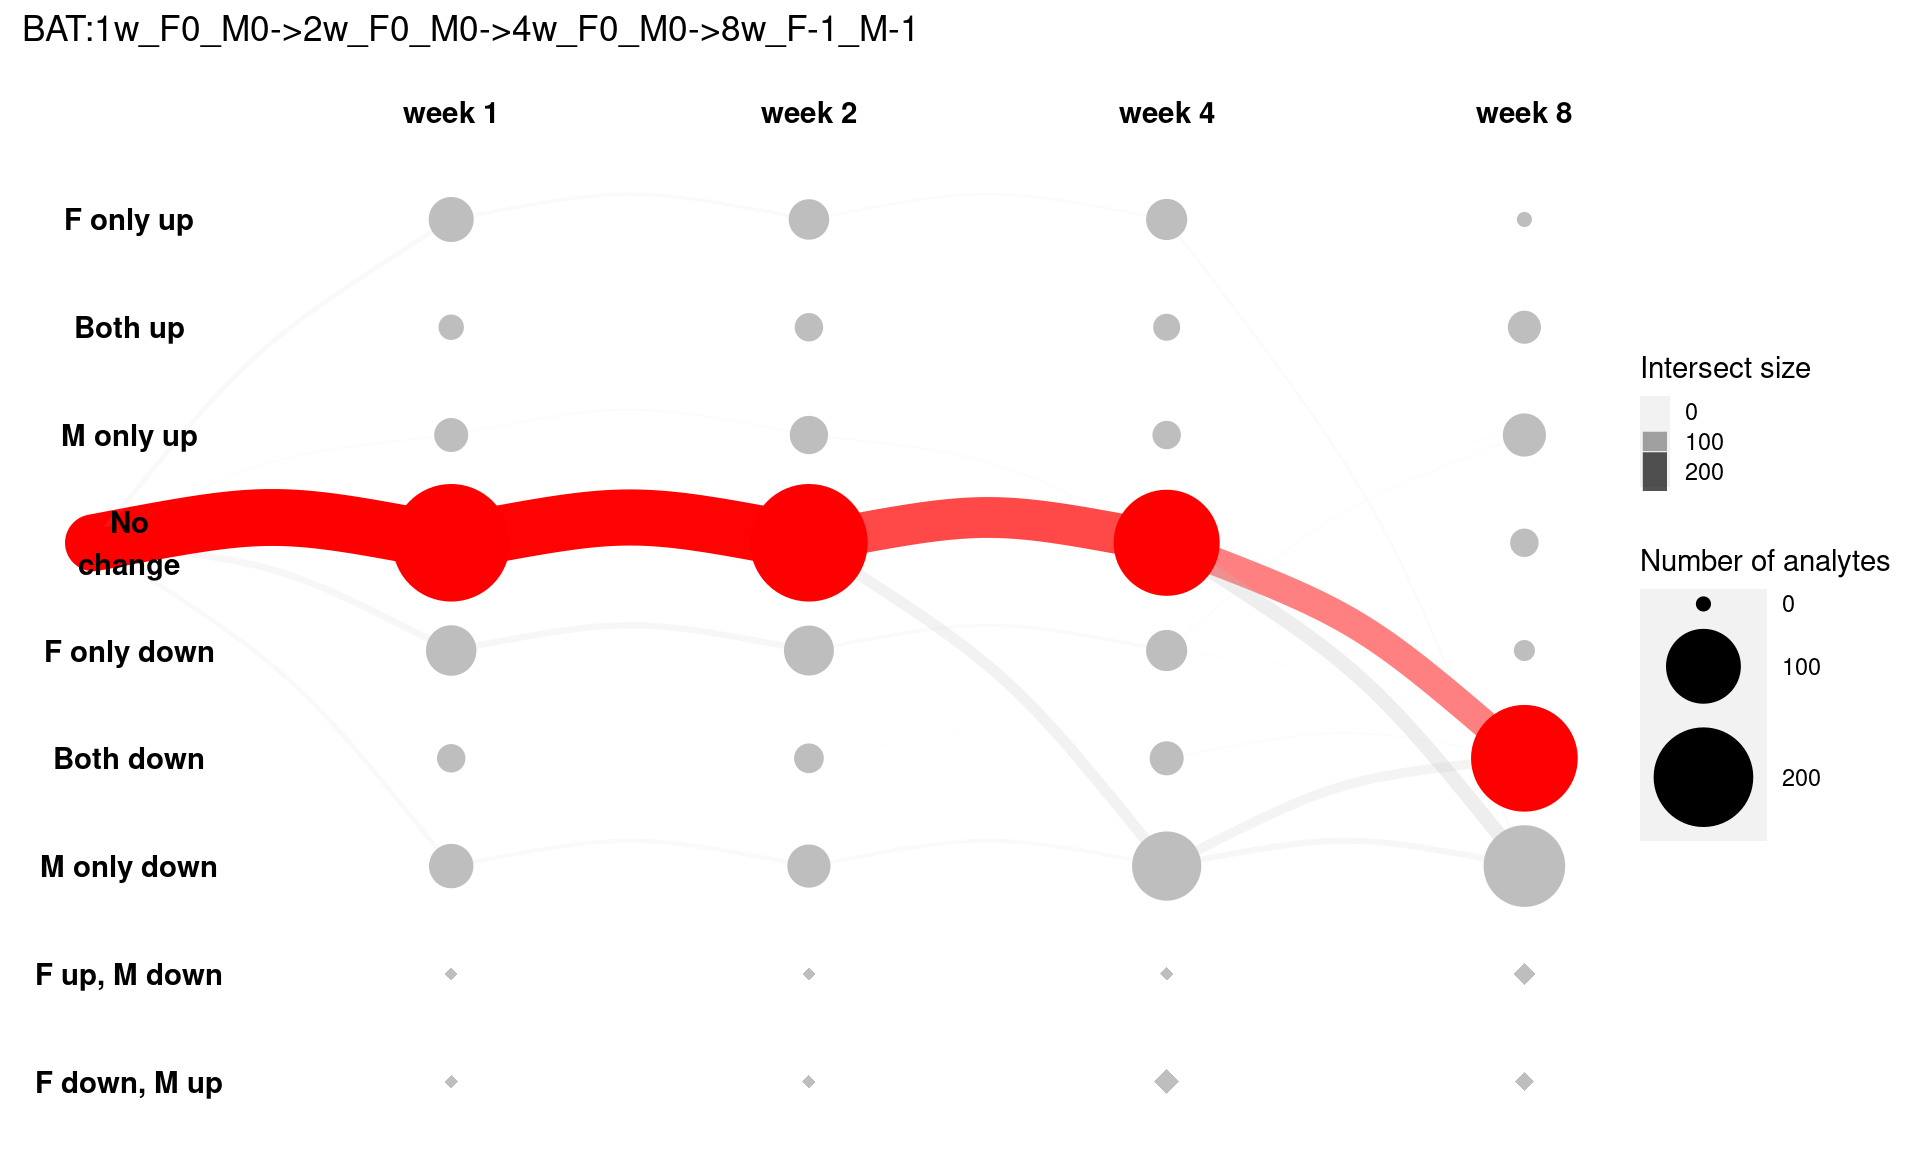 BAT:1w_F0_M0->2w_F0_M0->4w_F0_M0->8w_F-1_M-1
week 1
week 2
week 4
week 8
F only up
Both up
M only up
No
change
F only down
Both down
M only down
F up, M down
F down, M up
Intersect size
0
100
200
Number of analytes
0
100
200